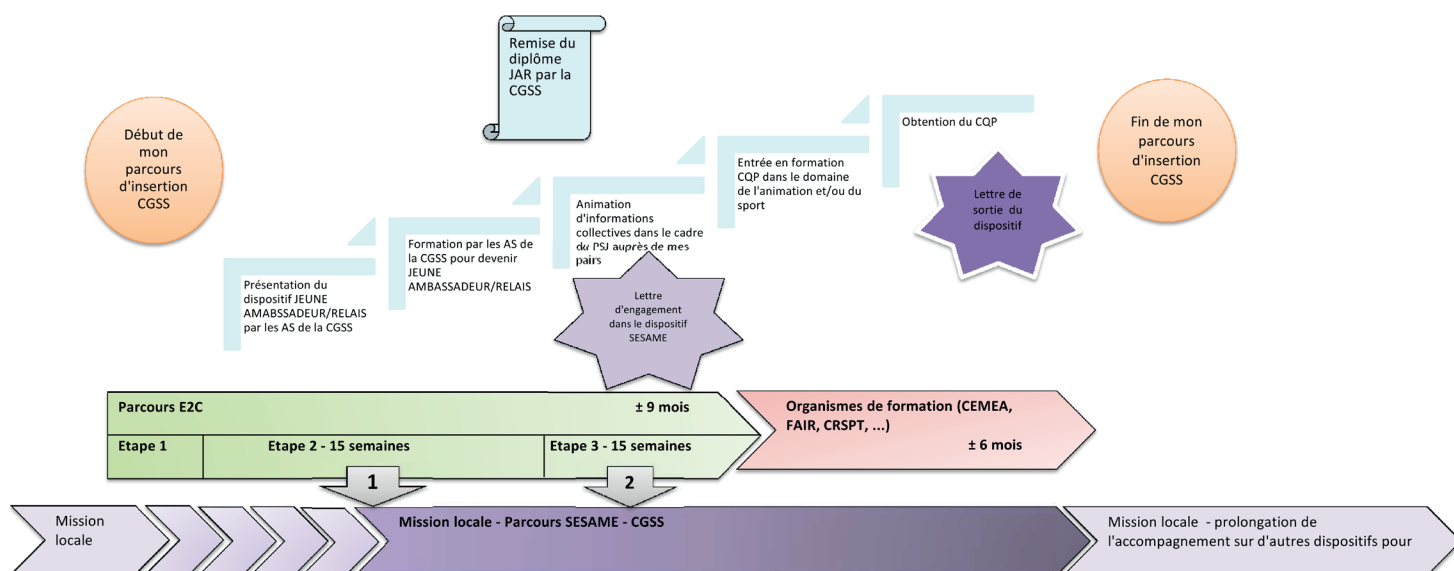 Remise du
diplôme
JAR par la
CGSS
Début de
mon
parcours
d'insertion
CGSS
Fin de mon
parcours
d'insertion
CGSS
Présentation du
dispositif JEUNE
AMABSSADEUR/RELAIS
par les AS de la CGSS
Formation par les AS de
la CGSS pour devenir
JEUNE
AMBASSADEUR/RELAIS
Animation
d'informations
collectives dans le cadre
du PSJ auprès de mes
pairs
Entrée en formation
CQP dans le domaine
de l'animation et/ou du
sport
Obtention du CQP
Lettre de
sortie du
dispositif
Lettre
d'engagement
dans le dispositif
SESAME
Parcours E2C ± 9 mois
Etape 1 Etape 2 - 15 semaines Etape 3 - 15 semaines
Organismes de formation (CEMEA,
FAIR, CRSPT, ...)
± 6 mois
1
2
Mission
locale
Mission locale - Parcours SESAME - CGSS
Mission locale - prolongation de
l'accompagnement sur d'autres dispositifs pour